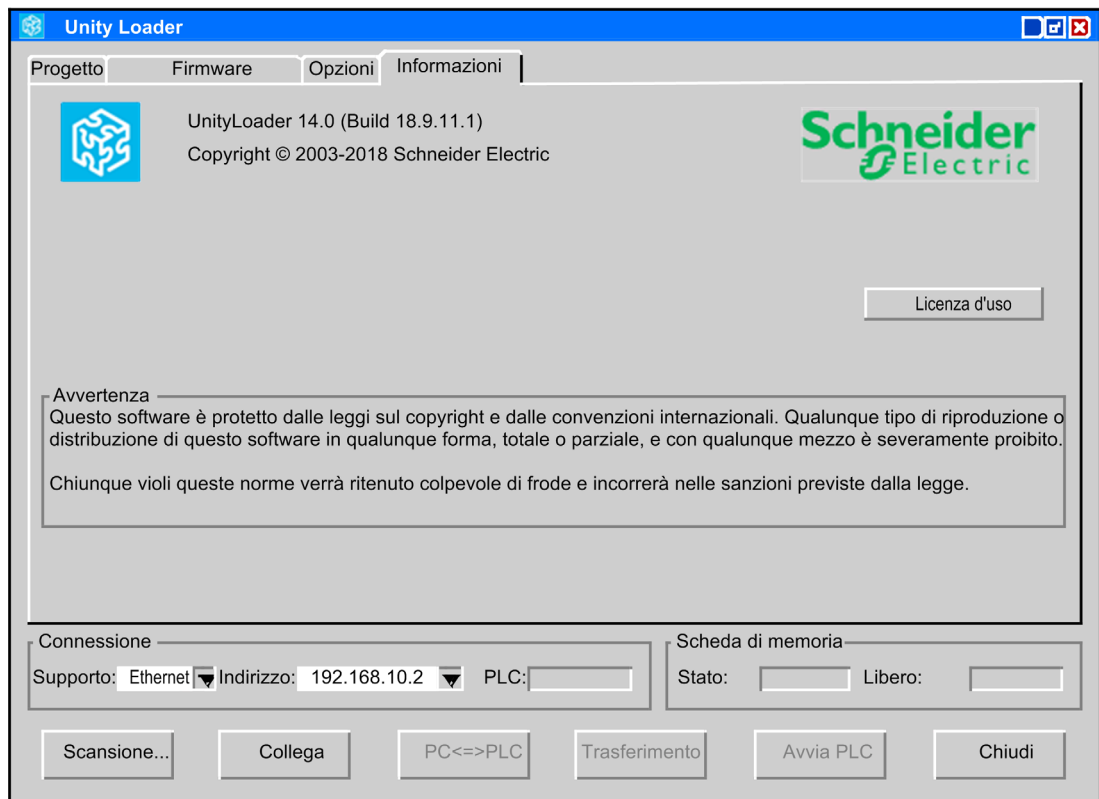 Unity Loader
Progetto Firmware Opzioni Informazioni
UnityLoader 14.0 (Build 18.9.11.1)
Copyright © 2003-2018 Schneider Electric
Schneider
Electric
Licenza d'uso
Avvertenza
Questo software è protetto dalle leggi sul copyright e dalle convenzioni internazionali. Qualunque tipo di riproduzione o
distribuzione di questo software in qualunque forma, totale o parziale, e con qualunque mezzo è severamente proibito.
Chiunque violi queste norme verrà ritenuto colpevole di frode e incorrerà nelle sanzioni previste dalla legge.
Connessione
Supporto: Ethernet Indirizzo: 192.168.10.2 PLC:
Scheda di memoria
Stato: Libero:
Scansione... Collega PC<=>PLC Trasferimento Avvia PLC Chiudi